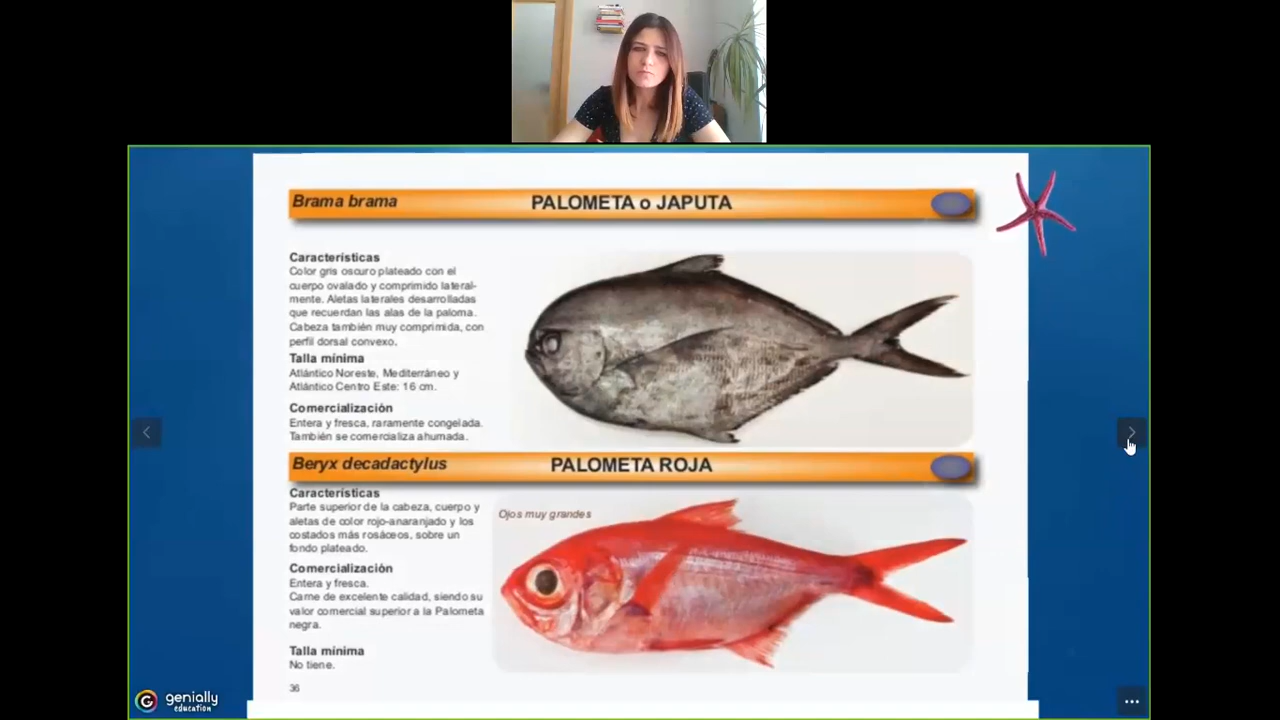 Brama brama PALOMETA o JAPUTA
Características
Color gris oscuro plateado con el
cuerpo ovalado y comprimido lateral-
mente. Aletas laterales desarrolladas
que recuerdan las alas de la paloma.
Cabeza también muy comprimida, con
perfil dorsal convexo.
Talla mínima
Atlántico Noreste, Mediterráneo y
Atlántico Centro Este: 16 cm.
Comercialización
Entera y fresca, raramente congelada.
También se comercializa ahumada.
Beryx decadactylus PALOMETA ROJA
Características
Parte superior de la cabeza, cuerpo y
aletas de color rojo-anaranjado y los
costados más rosáceos, sobre un
fondo plateado.
Comercialización
Entera y fresca.
Carne de excelente calidad, siendo su
valor comercial superior a la Palometa
negra.
Talla mínima
No tiene.
36
Ojos muy grandes
genially
education